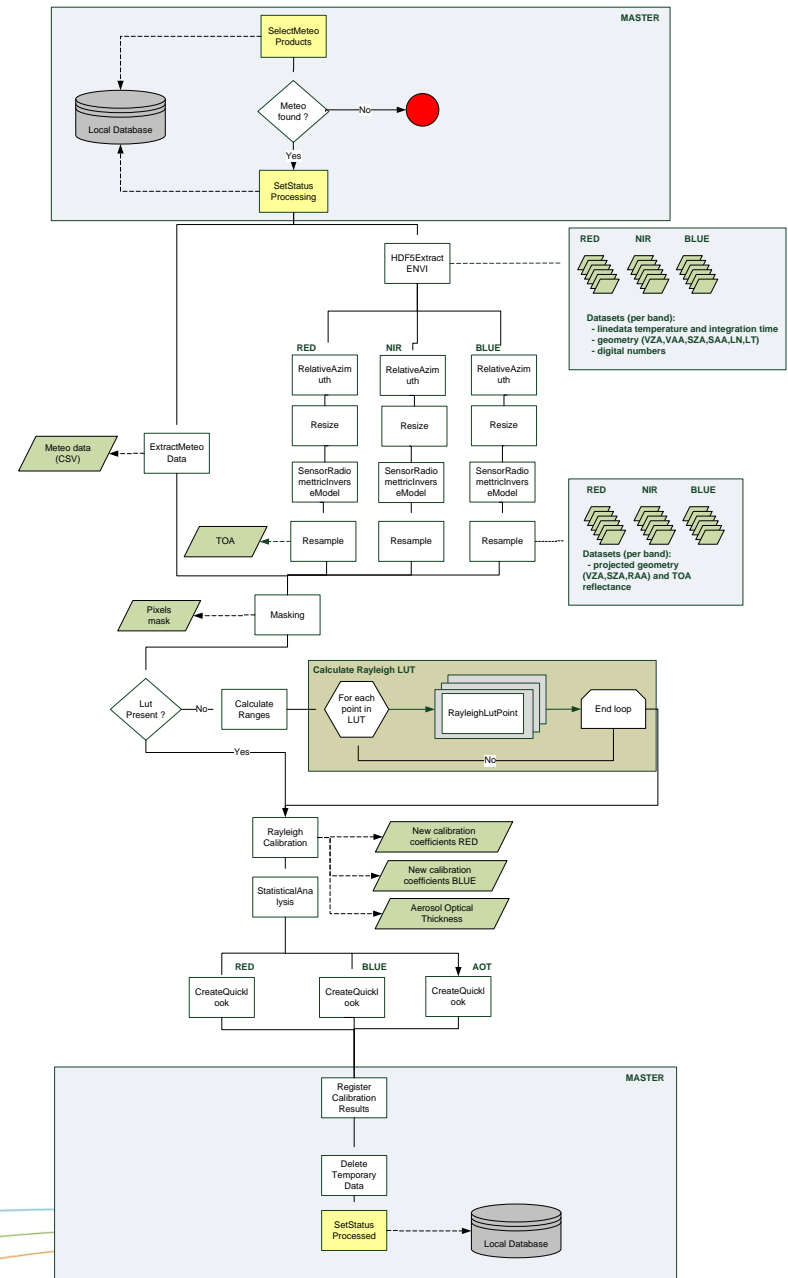 MASTER
SelectMeteo
Products
Local Database
Meteo
found ?
No
Yes
SetStatus
Processing
HDF5Extract
ENVI
RED
NIR
BLUE
Datasets (per band):
- linedata temperature and integration time
- geometry (VZA,VAA,SZA,SAA,LN,LT)
- digital numbers
RED
NIR
BLUE
RelativeAzim
uth
RelativeAzim
uth
RelativeAzim
uth
Resize
Resize
Resize
Meteo data
(CSV)
ExtractMeteo
Data
SensorRadio
mettricInvers
eModel
SensorRadio
mettricInvers
eModel
SensorRadio
mettricInvers
eModel
RED
NIR
BLUE
Datasets (per band):
- projected geometry
(VZA,SZA,RAA) and TOA
reflectance
TOA
Resample
Resample
Resample
Pixels
mask
Masking
Calculate Rayleigh LUT
Lut
Present ?
No
Calculate
Ranges
For each
point in
LUT
RayleighLutPoint
End loop
No
Yes
Rayleigh
Calibration
New calibration
coefficients RED
New calibration
coefficients BLUE
Aerosol Optical
Thickness
StatisticalAna
lysis
RED
BLUE
AOT
CreateQuickl
ook
CreateQuickl
ook
CreateQuickl
ook
MASTER
Register
Calibration
Results
Delete
Temporary
Data
SetStatus
Processed
Local Database